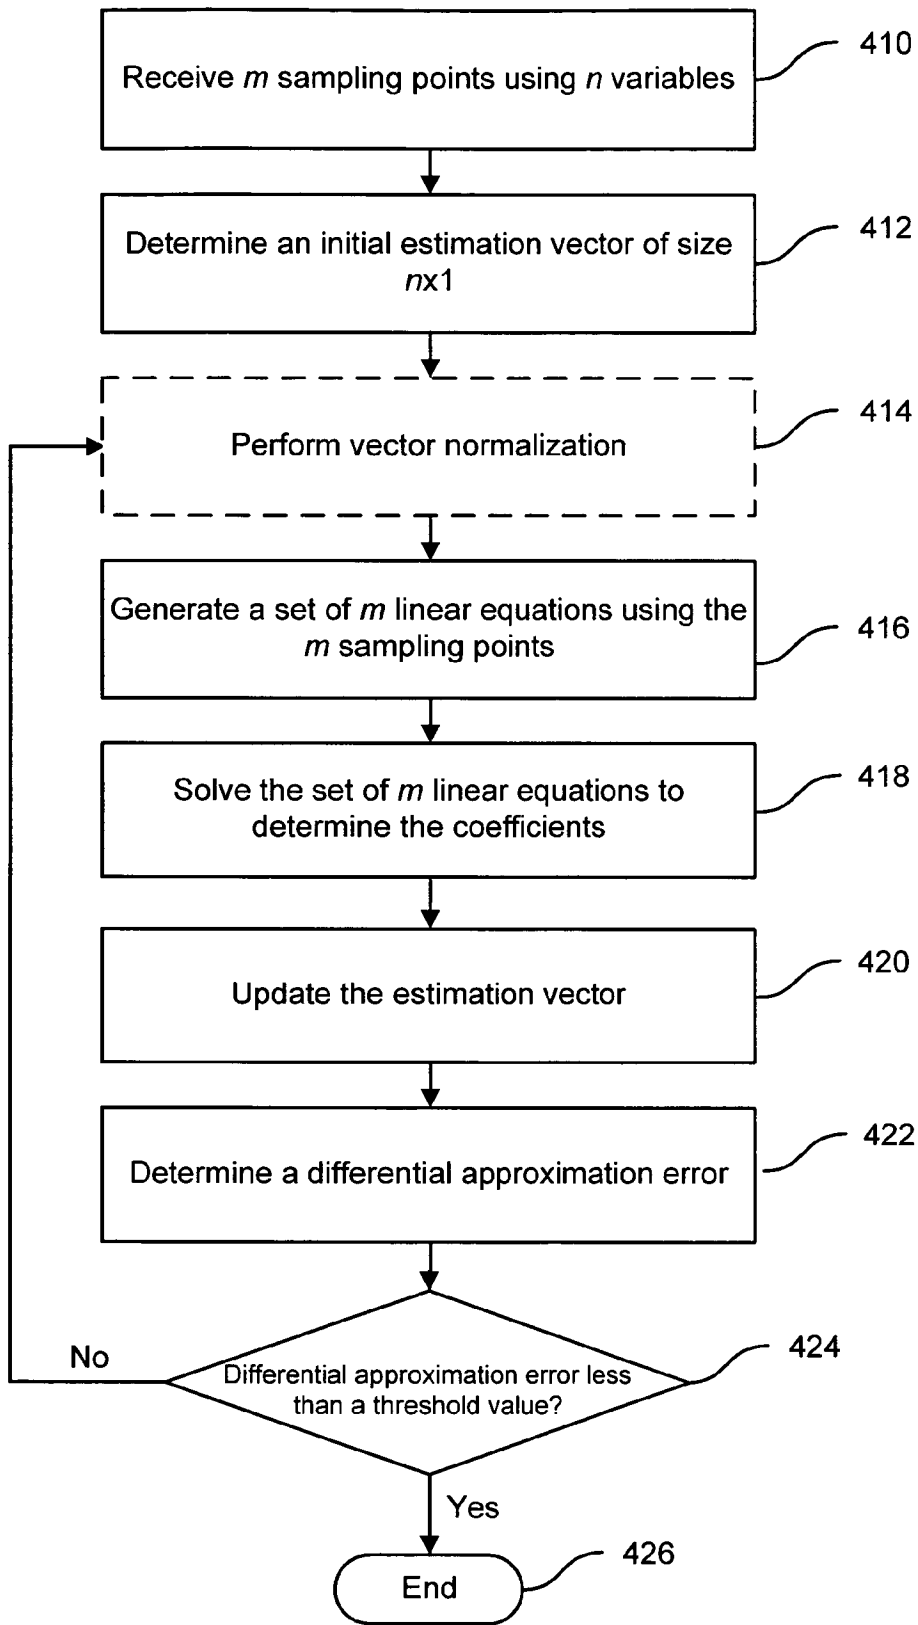 Receive m sampling points using n variables
410
Determine an initial estimation vector of size
nx1
412
Perform vector normalization
414
Generate a set of m linear equations using the
m sampling points
416
Solve the set of m linear equations to
determine the coefficients
418
Update the estimation vector
420
Determine a differential approximation error
422
Differential approximation error less
than a threshold value?
424
No
Yes
End
426